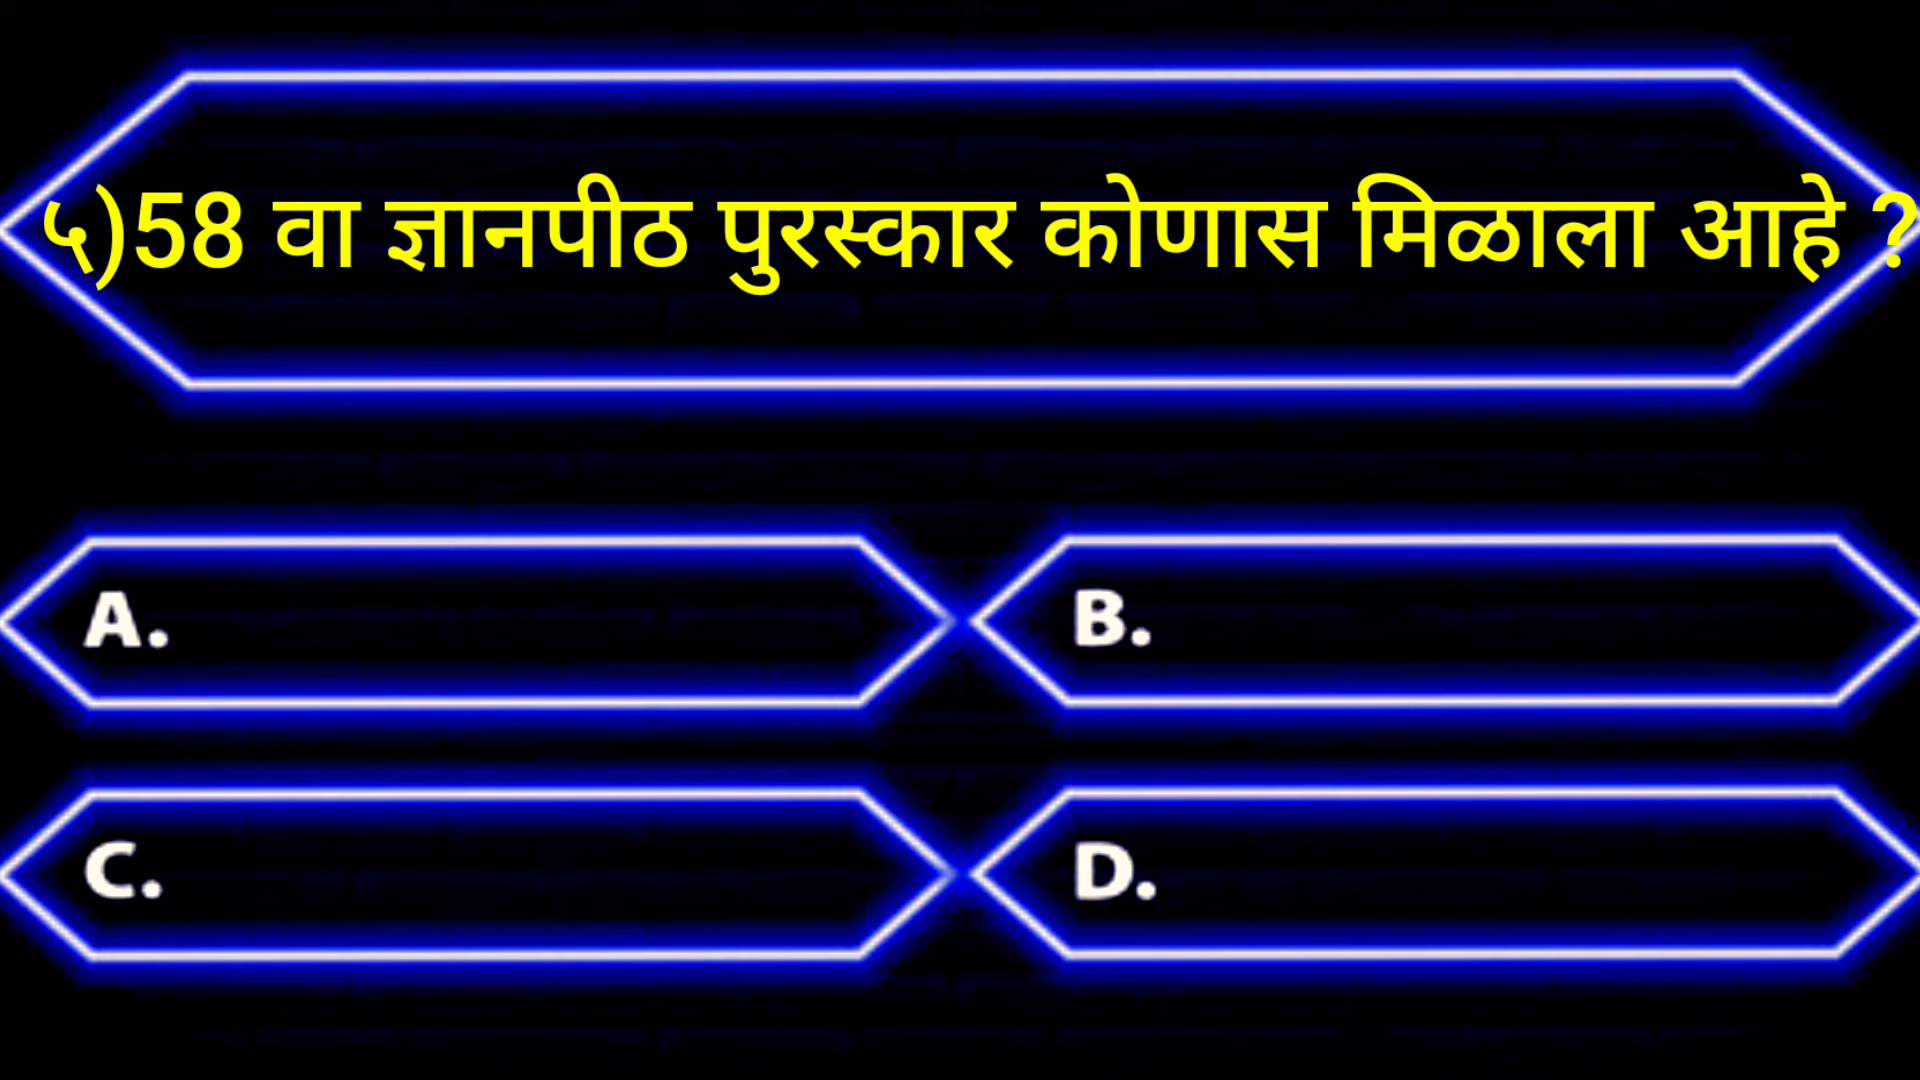 ५)58 वा ज्ञानपीठ पुरस्कार कोणास मिळाला आहे ?
A.
B.
C.
D.